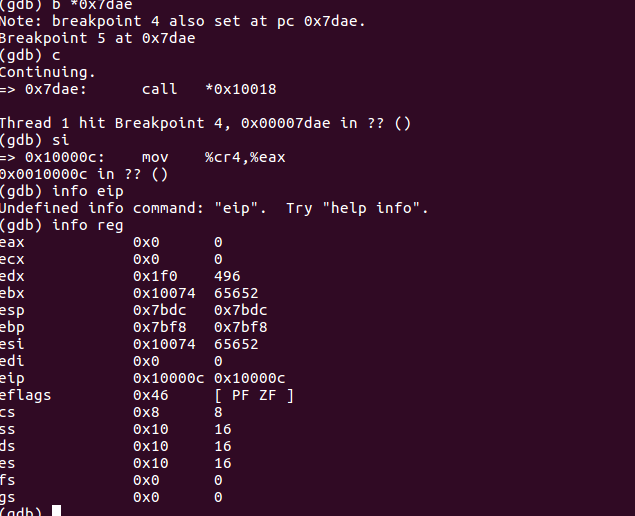 (gdb) b *0x7dae
Note: breakpoint 4 also set at pc 0x7dae.
Breakpoint 5 at 0x7dae
(gdb) c
Continuing.
=> 0x7dae:      call   *0x10018

Thread 1 hit Breakpoint 4, 0x00007dae in ?? ()
(gdb) si
=> 0x10000c:    mov    %cr4,%eax
0x0010000c in ?? ()
(gdb) info eip
Undefined info command: "eip".  Try "help info".
(gdb) info reg
eax            0x0      0
ecx            0x0      0
edx            0x1f0    496
ebx            0x10074  65652
esp            0x7bdc   0x7bdc
ebp            0x7bf8   0x7bf8
esi            0x10074  65652
edi            0x0      0
eip            0x10000c 0x10000c
eflags         0x46     [ PF ZF ]
cs             0x8      8
ss             0x10     16
ds             0x10     16
es             0x10     16
fs             0x0      0
gs             0x0      0
(gdb)